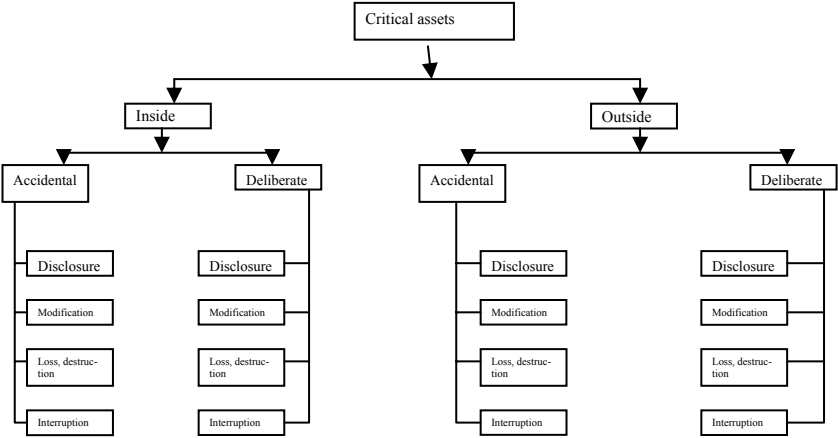 Critical assets
Inside
Outside
Accidental
Deliberate
Accidental
Deliberate
Disclosure
Disclosure
Disclosure
Disclosure
Modification
Modification
Modification
Modification
Loss, destruc-
tion
Loss, destruc-
tion
Loss, destruc-
tion
Loss, destruc-
tion
Interruption
Interruption
Interruption
Interruption